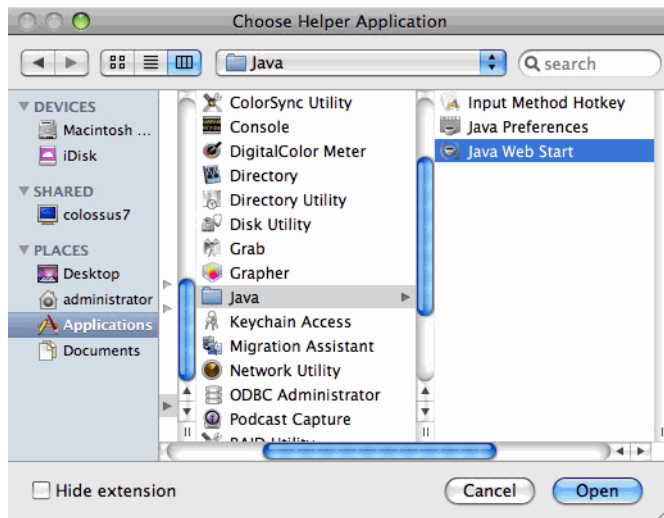 Choose Helper Application
Java
search
DEVICES
Macintosh ...
iDisk
SHARED
colossus7
PLACES
Desktop
administrator
Applications
Documents
ColorSync Utility
Console
DigitalColor Meter
Directory
Directory Utility
Disk Utility
Grab
Grapher
Java
Keychain Access
Migration Assistant
Network Utility
ODBC Administrator
Podcast Capture
RAID Utility
Input Method Hotkey
Java Preferences
Java Web Start
Hide extension
Cancel
Open